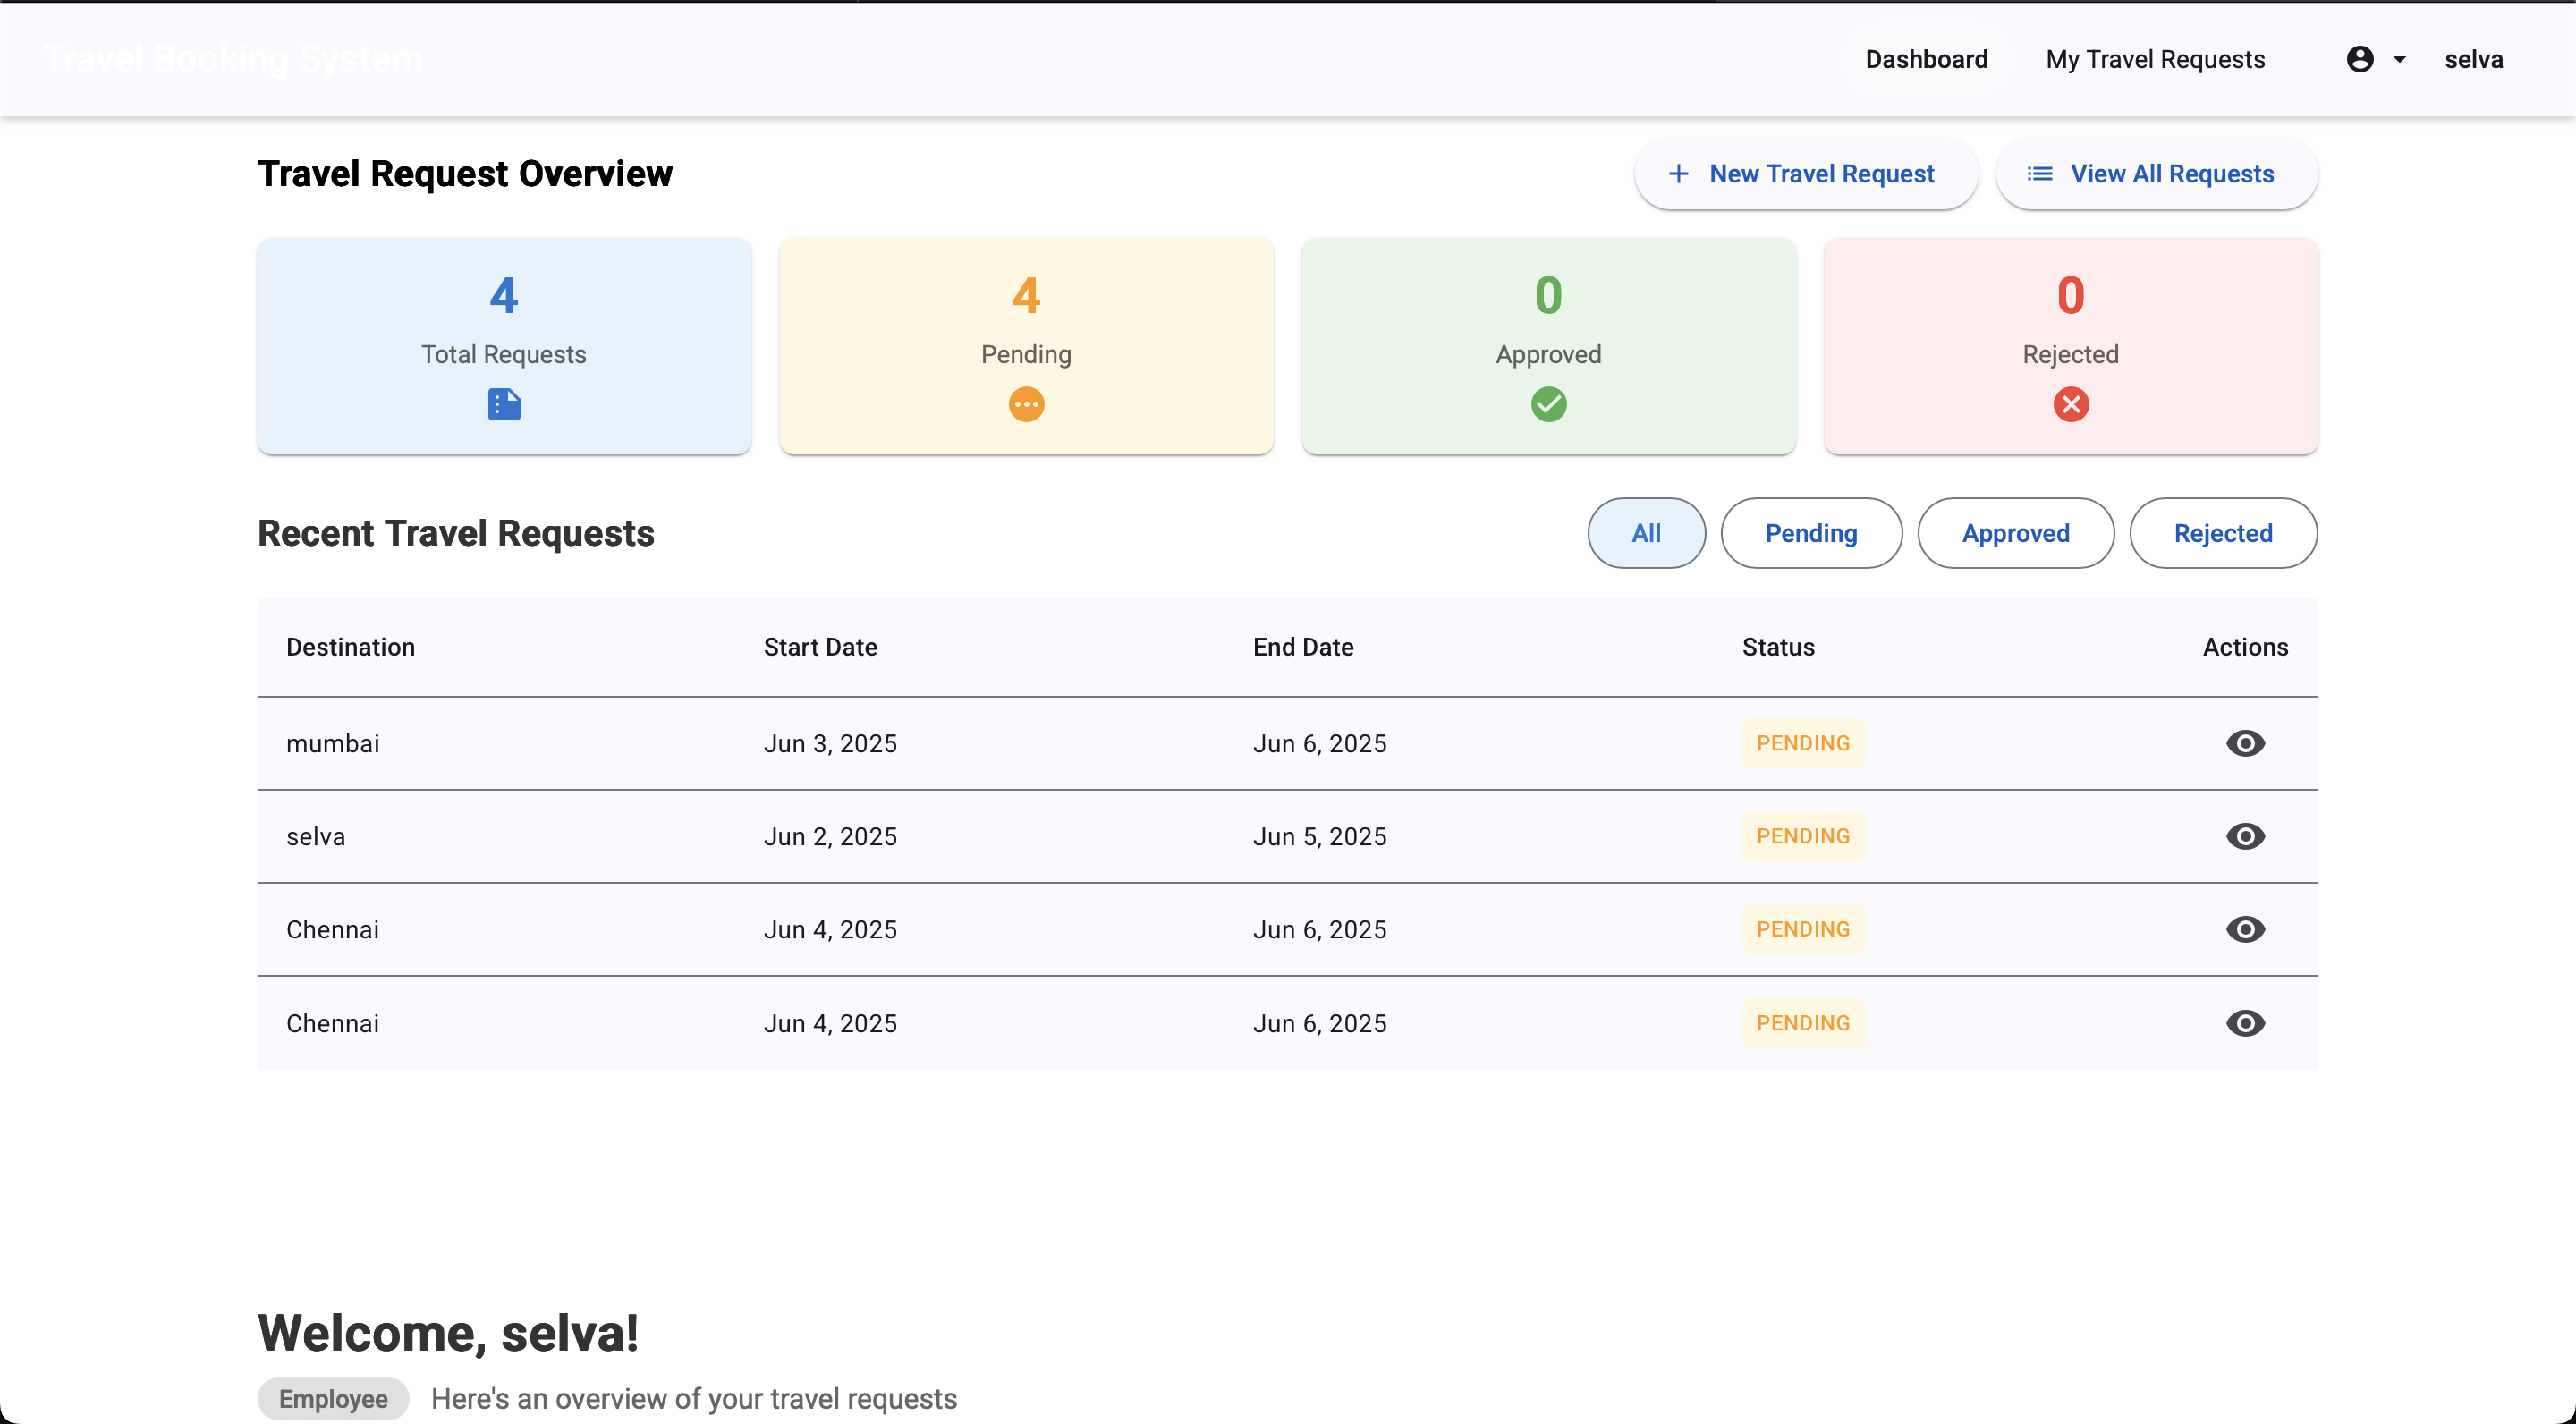 Travel Booking System
Dashboard My Travel Requests selva
Travel Request Overview
New Travel Request View All Requests
4 4 0 0
Total Requests Pending Approved Rejected
Recent Travel Requests
All Pending Approved Rejected
Destination Start Date End Date Status Actions
mumbai Jun 3, 2025 Jun 6, 2025 PENDING
selva Jun 2, 2025 Jun 5, 2025 PENDING
Chennai Jun 4, 2025 Jun 6, 2025 PENDING
Chennai Jun 4, 2025 Jun 6, 2025 PENDING
Welcome, selva!
Employee Here's an overview of your travel requests